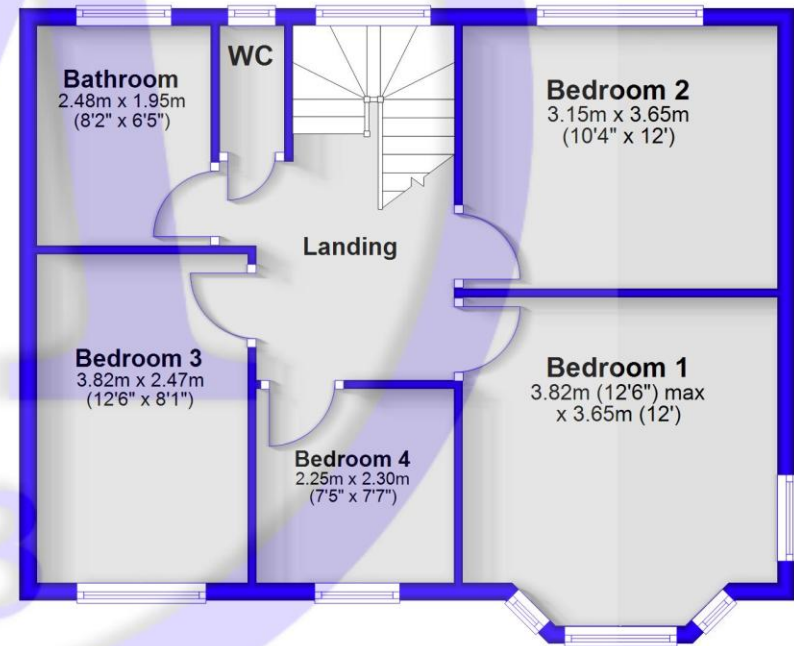 Bathroom
2.48m x 1.95m
(8'2" x 6'5")
WC
Bedroom 2
3.15m x 3.65m
(10'4" x 12')
Landing
Bedroom 3
3.82m x 2.47m
(12'6" x 8'1")
Bedroom 1
3.82m (12'6") max
x 3.65m (12')
Bedroom 4
2.25m x 2.30m
(7'5" x 7'7")